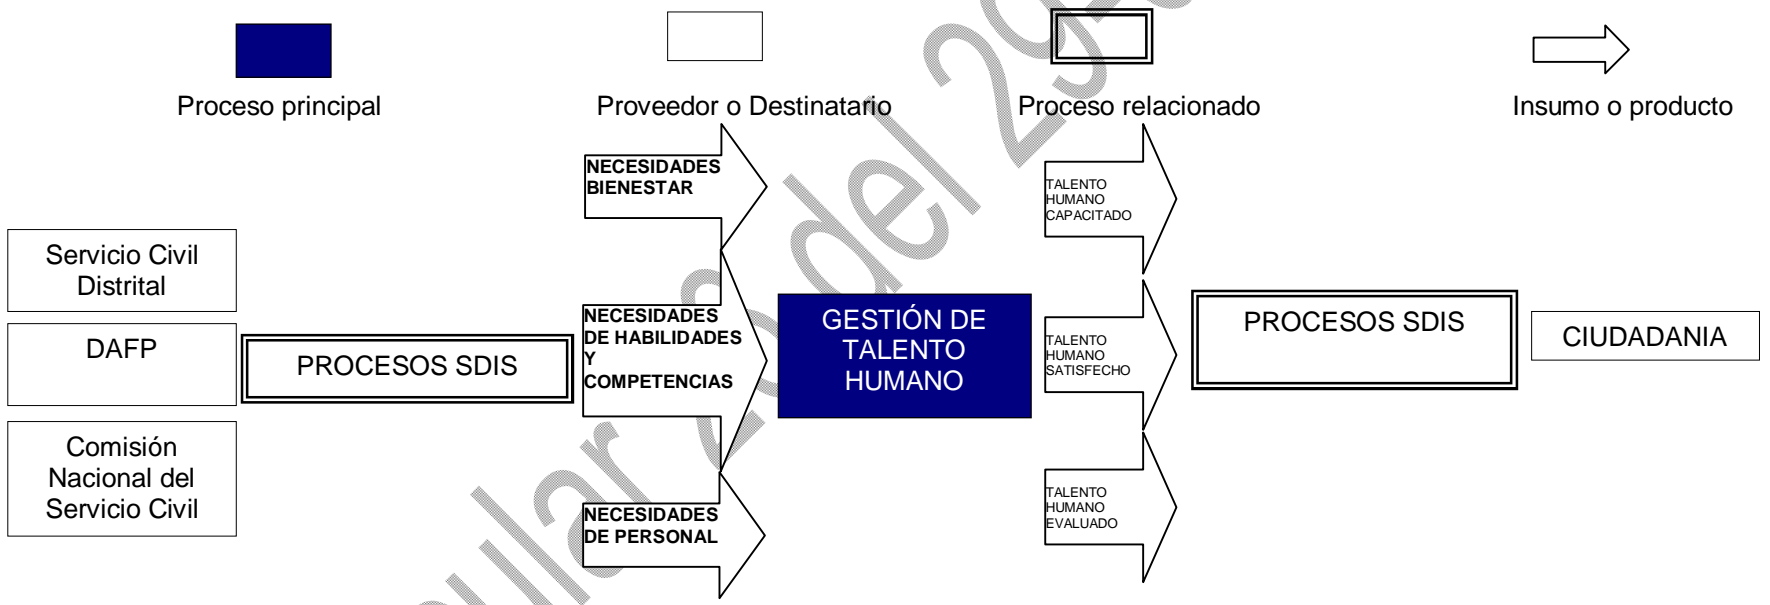 Proceso principal
Proveedor o Destinatario
Proceso relacionado
Insumo o producto
Servicio Civil
Distrital
DAFP
Comisión
Nacional del
Servicio Civil
PROCESOS SDIS
NECESIDADES
BIENESTAR
NECESIDADES
DE HABILIDADES
Y
COMPETENCIAS
NECESIDADES
DE PERSONAL
GESTIÓN DE
TALENTO
HUMANO
TALENTO
HUMANO
CAPACITADO
TALENTO
HUMANO
SATISFECHO
TALENTO
HUMANO
EVALUADO
PROCESOS SDIS
CIUDADANIA